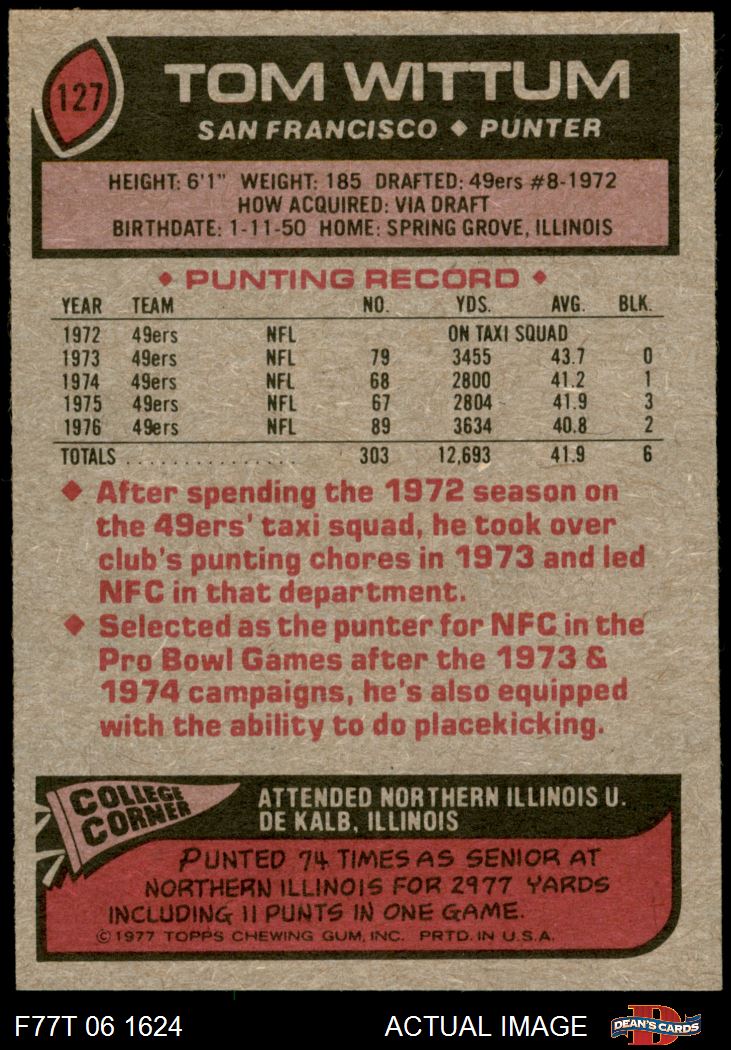 127
TOM WITTUM
SAN FRANCISCO ◆ PUNTER
HEIGHT: 6'1" WEIGHT: 185 DRAFTED: 49ers #8-1972
HOW ACQUIRED: VIA DRAFT
BIRTHDATE: 1-11-50 HOME: SPRING GROVE, ILLINOIS
◆ PUNTING RECORD ◆
YEAR TEAM NO. YDS. AVG. BLK.
1972 49ers NFL ON TAXI SQUAD
1973 49ers NFL 79 3455 43.7 0
1974 49ers NFL 68 2800 41.2 1
1975 49ers NFL 67 2804 41.9 3
1976 49ers NFL 89 3634 40.8 2
TOTALS ................ 303 12,693 41.9 6
◆ After spending the 1972 season on
the 49ers' taxi squad, he took over
club's punting chores in 1973 and led
NFC in that department.
◆ Selected as the punter for NFC in the
Pro Bowl Games after the 1973 &
1974 campaigns, he's also equipped
with the ability to do placekicking.
COLLEGE
CORNER
ATTENDED NORTHERN ILLINOIS U.
DE KALB, ILLINOIS
PUNTED 74 TIMES AS SENIOR AT
NORTHERN ILLINOIS FOR 2977 YARDS
INCLUDING 11 PUNTS IN ONE GAME.
© 1977 TOPPS CHEWING GUM, INC. PRTD. IN U.S.A.
F77T 06 1624 ACTUAL IMAGE
D
DEAN'S CARDS